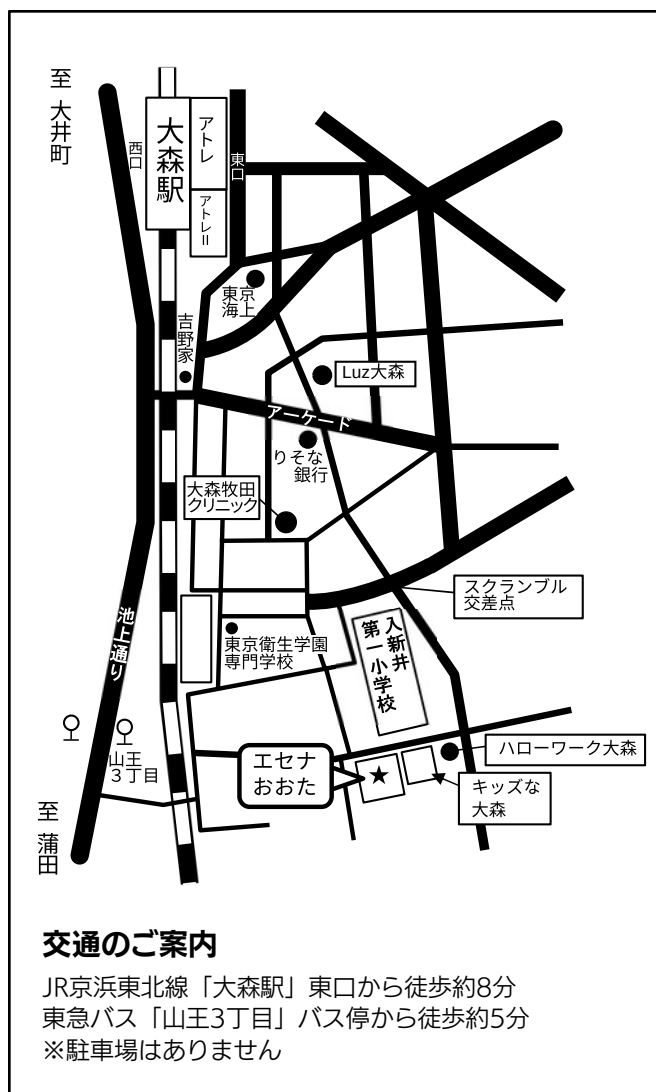 至 大井町
西口
大森駅
アトレ
アトレⅡ
東口
東京
海上
吉野家
Luz大森
アーケード
りそな
銀行
大森牧田
クリニック
スクランブル
交差点
池上通り
東京衛生学園
専門学校
入新井
第一小学校
山王
3丁目
エセナ
おおた
ハローワーク大森
キッズな
大森
至 蒲田
交通のご案内
JR京浜東北線「大森駅」東口から徒歩約8分
東急バス「山王3丁目」バス停から徒歩約5分
※駐車場はありません